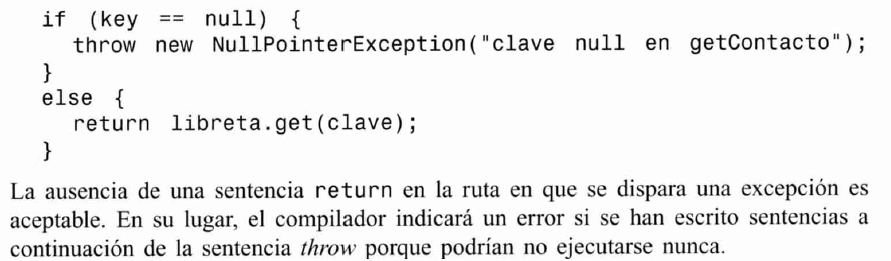 if (key == null) {
throw new NullPointerException("clave null en getContacto");
}
else {
return libreta.get(clave);
}
La ausencia de una sentencia return en la ruta en que se dispara una excepción es
aceptable. En su lugar, el compilador indicará un error si se han escrito sentencias a
continuación de la sentencia throw porque podrían no ejecutarse nunca.